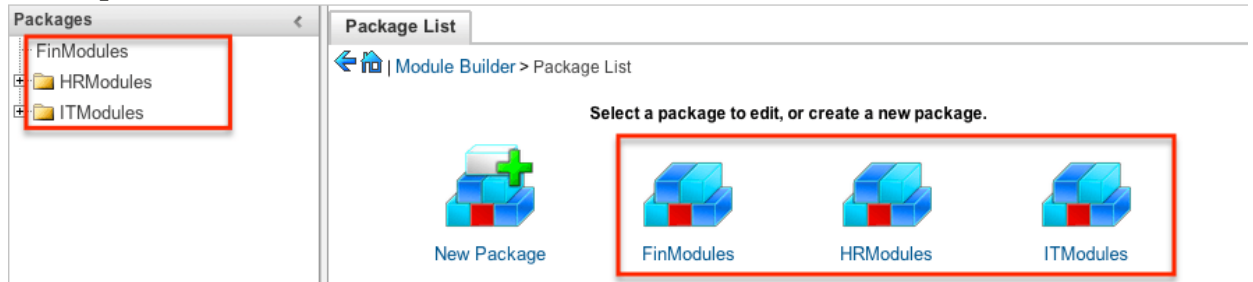 Packages
FinModules
HRModules
ITModules
Package List
| Module Builder > Package List
Select a package to edit, or create a new package.
New Package
FinModules
HRModules
ITModules